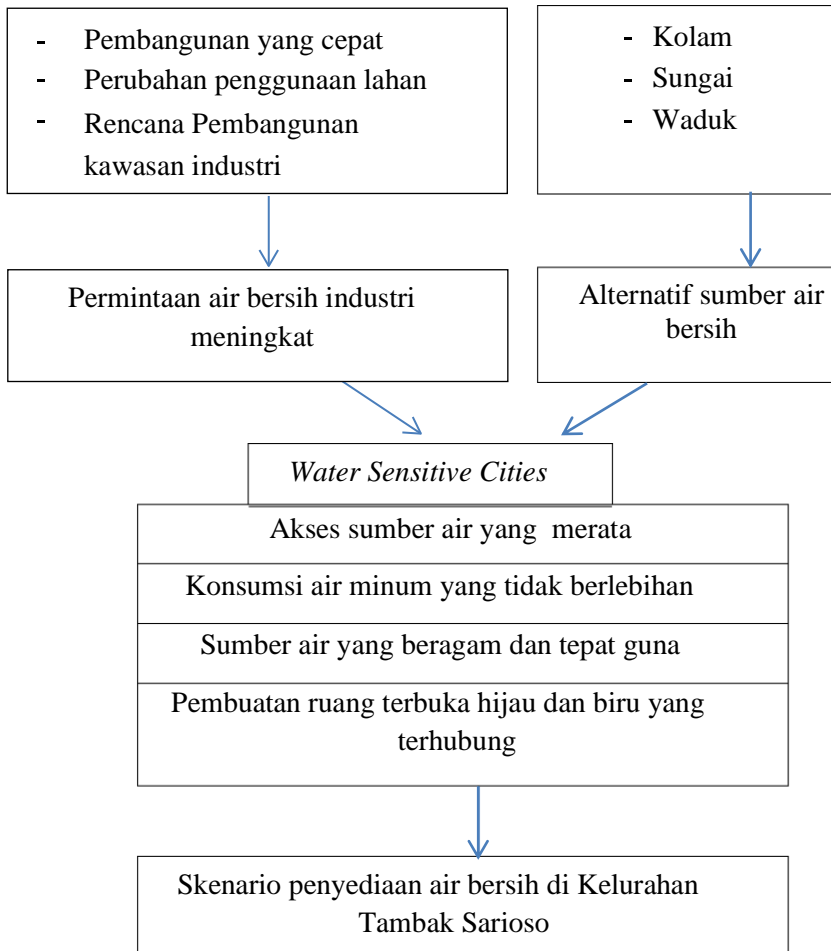 - Pembangunan yang cepat
- Perubahan penggunaan lahan
- Rencana Pembangunan
kawasan industri
- Kolam
- Sungai
- Waduk
Permintaan air bersih industri
meningkat
Alternatif sumber air
bersih
Water Sensitive Cities
Akses sumber air yang merata
Konsumsi air minum yang tidak berlebihan
Sumber air yang beragam dan tepat guna
Pembuatan ruang terbuka hijau dan biru yang
terhubung
Skenario penyediaan air bersih di Kelurahan
Tambak Sarioso